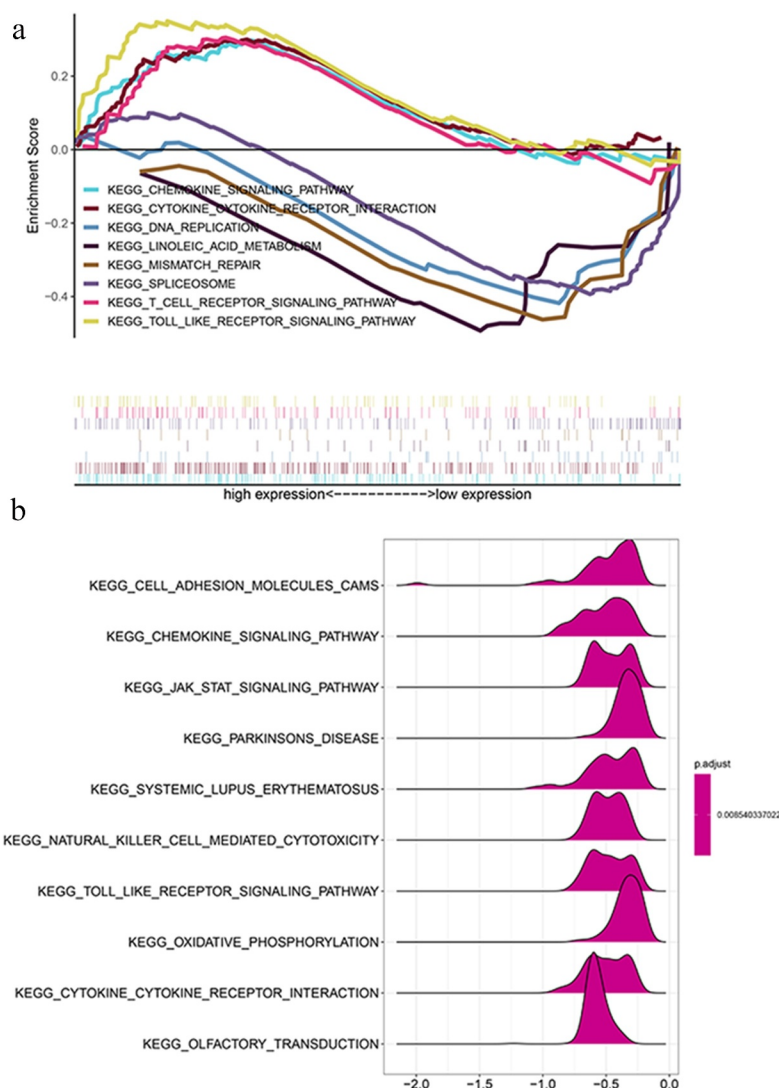 a
0.2
0.0
−0.2
−0.4
Enrichment Score
KEGG_CHEMOKINE_SIGNALING_PATHWAY
KEGG_CYTOKINE_CYTOKINE_RECEPTOR_INTERACTION
KEGG_DNA_REPLICATION
KEGG_LINOLEIC_ACID_METABOLISM
KEGG_MISMATCH_REPAIR
KEGG_SPLICEOSOME
KEGG_T_CELL_RECEPTOR_SIGNALING_PATHWAY
KEGG_TOLL_LIKE_RECEPTOR_SIGNALING_PATHWAY
high expression<------------->low expression
b
KEGG_CELL_ADHESION_MOLECULES_CAMS
KEGG_CHEMOKINE_SIGNALING_PATHWAY
KEGG_JAK_STAT_SIGNALING_PATHWAY
KEGG_PARKINSONS_DISEASE
KEGG_SYSTEMIC_LUPUS_ERYTHEMATOSUS
KEGG_NATURAL_KILLER_CELL_MEDIATED_CYTOTOXICITY
KEGG_TOLL_LIKE_RECEPTOR_SIGNALING_PATHWAY
KEGG_OXIDATIVE_PHOSPHORYLATION
KEGG_CYTOKINE_CYTOKINE_RECEPTOR_INTERACTION
KEGG_OLFACTORY_TRANSDUCTION
p.adjust
0.008540337022
−2.0 −1.5 −1.0 −0.5 0.0